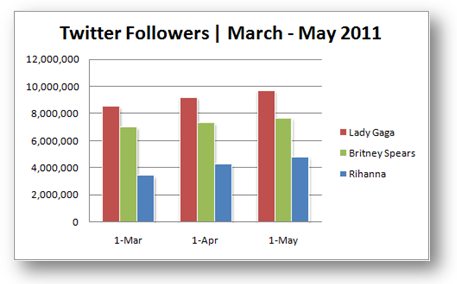 Twitter Followers | March - May 2011
12,000,000
10,000,000
8,000,000
6,000,000
4,000,000
2,000,000
0
1-Mar
1-Apr
1-May
Lady Gaga
Britney Spears
Rihanna